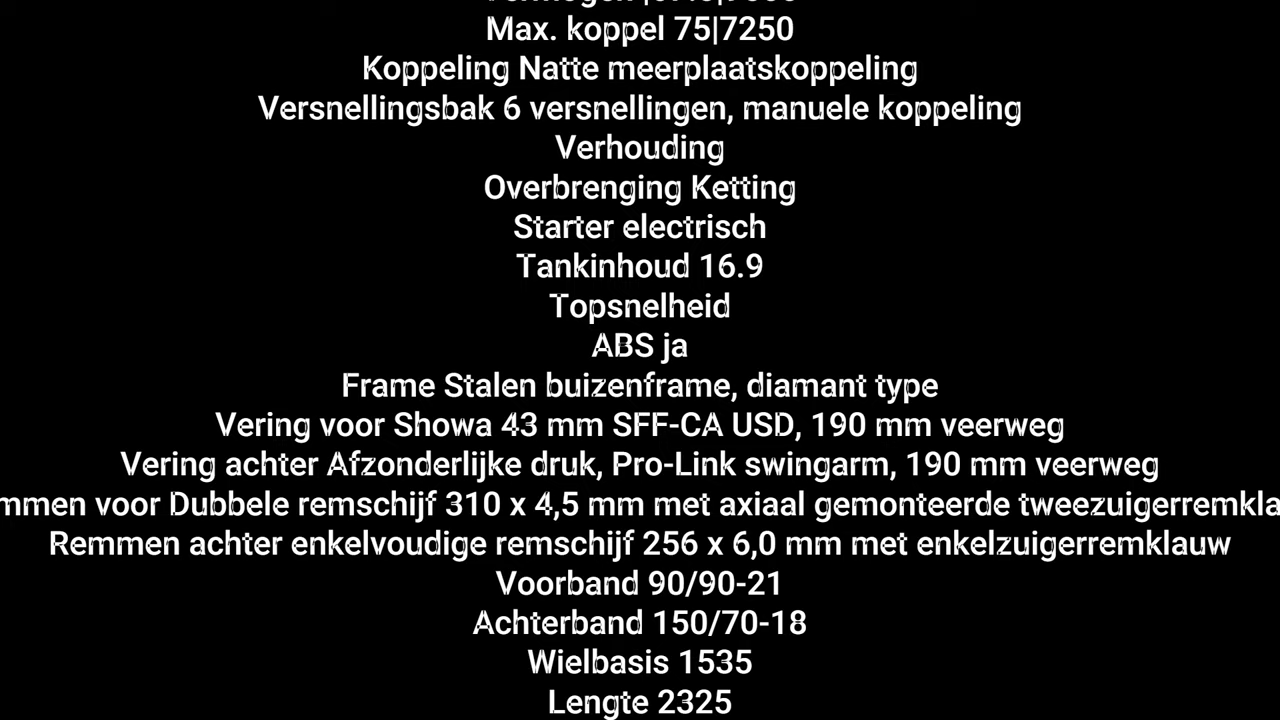 Max. koppel 75|7250
Koppeling Natte meerplaatskoppeling
Versnellingsbak 6 versnellingen, manuele koppeling
Verhouding
Overbrenging Ketting
Starter electrisch
Tankinhoud 16.9
Topsnelheid
ABS ja
Frame Stalen buizenframe, diamant type
Vering voor Showa 43 mm SFF-CA USD, 190 mm veerweg
Vering achter Afzonderlijke druk, Pro-Link swingarm, 190 mm veerweg
mmen voor Dubbele remschijf 310 x 4,5 mm met axiaal gemonteerde tweezuigerremkla
Remmen achter enkelvoudige remschijf 256 x 6,0 mm met enkelzuigerremklauw
Voorband 90/90-21
Achterband 150/70-18
Wielbasis 1535
Lengte 2325